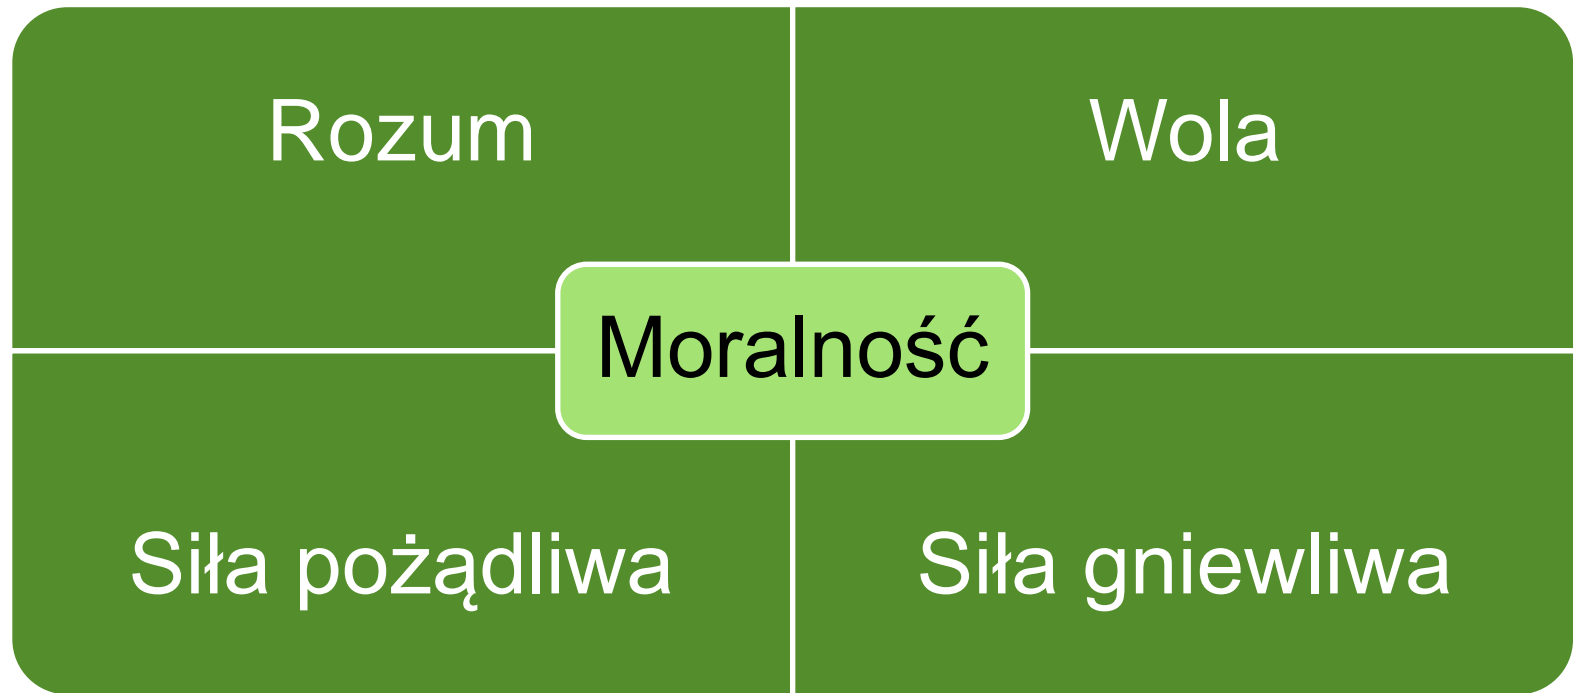 Rozum
Wola
Moralność
Siła pożądliwa
Siła gniewliwa